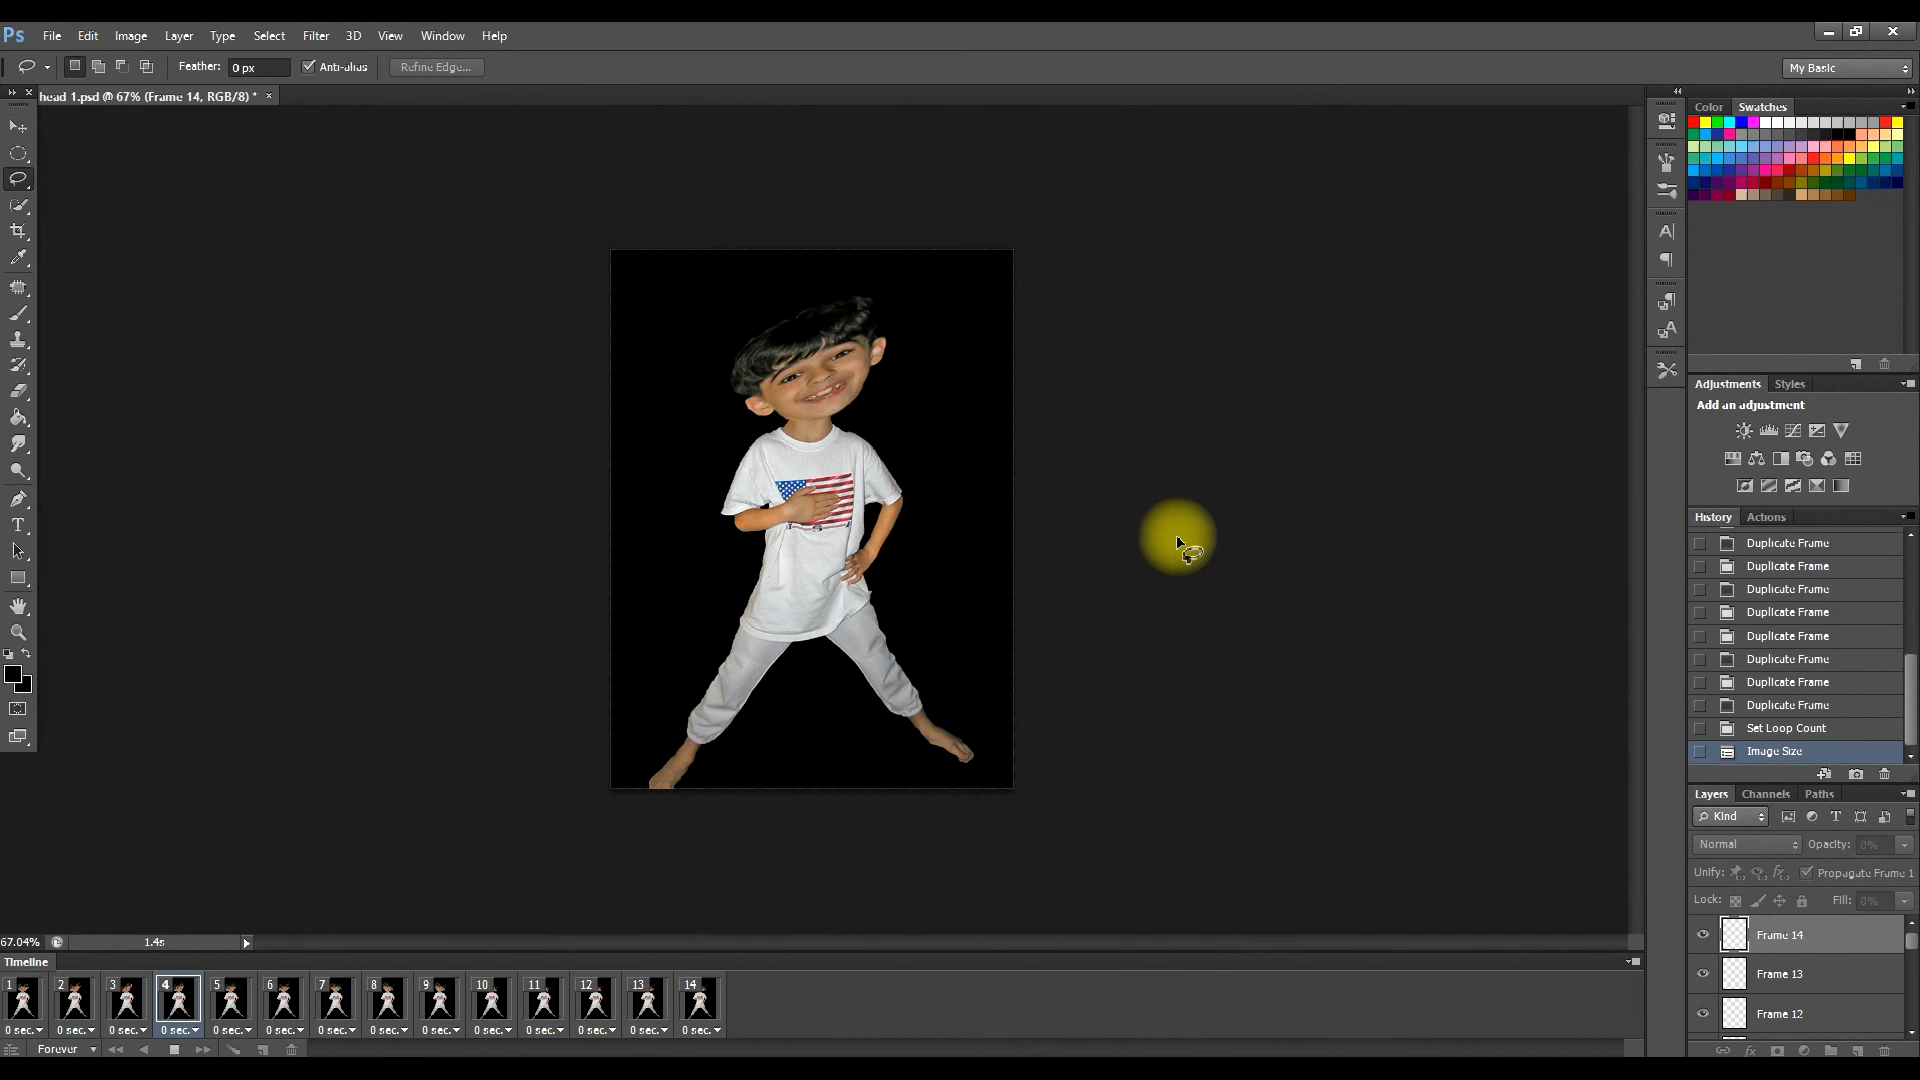 Ps File Edit Image Layer Type Select Filter 3D View Window Help
Feather: 0 px Anti-alias Refine Edge... My Basic
head 1.psd @ 67% (Frame 14, RGB/8) * ×
Color Swatches
Adjustments Styles
Add an adjustment
History Actions
Duplicate Frame
Duplicate Frame
Duplicate Frame
Duplicate Frame
Duplicate Frame
Duplicate Frame
Duplicate Frame
Duplicate Frame
Set Loop Count
Image Size
Layers Channels Paths
Kind
Normal Opacity: 0%
Unify: Propagate Frame 1
Lock: Fill: 0%
Frame 14
Frame 13
Frame 12
67.04% 1.4s
Timeline
1 2 3 4 5 6 7 8 9 10 11 12 13 14
0 sec. 0 sec. 0 sec. 0 sec. 0 sec. 0 sec. 0 sec. 0 sec. 0 sec. 0 sec. 0 sec. 0 sec. 0 sec. 0 sec.
Forever